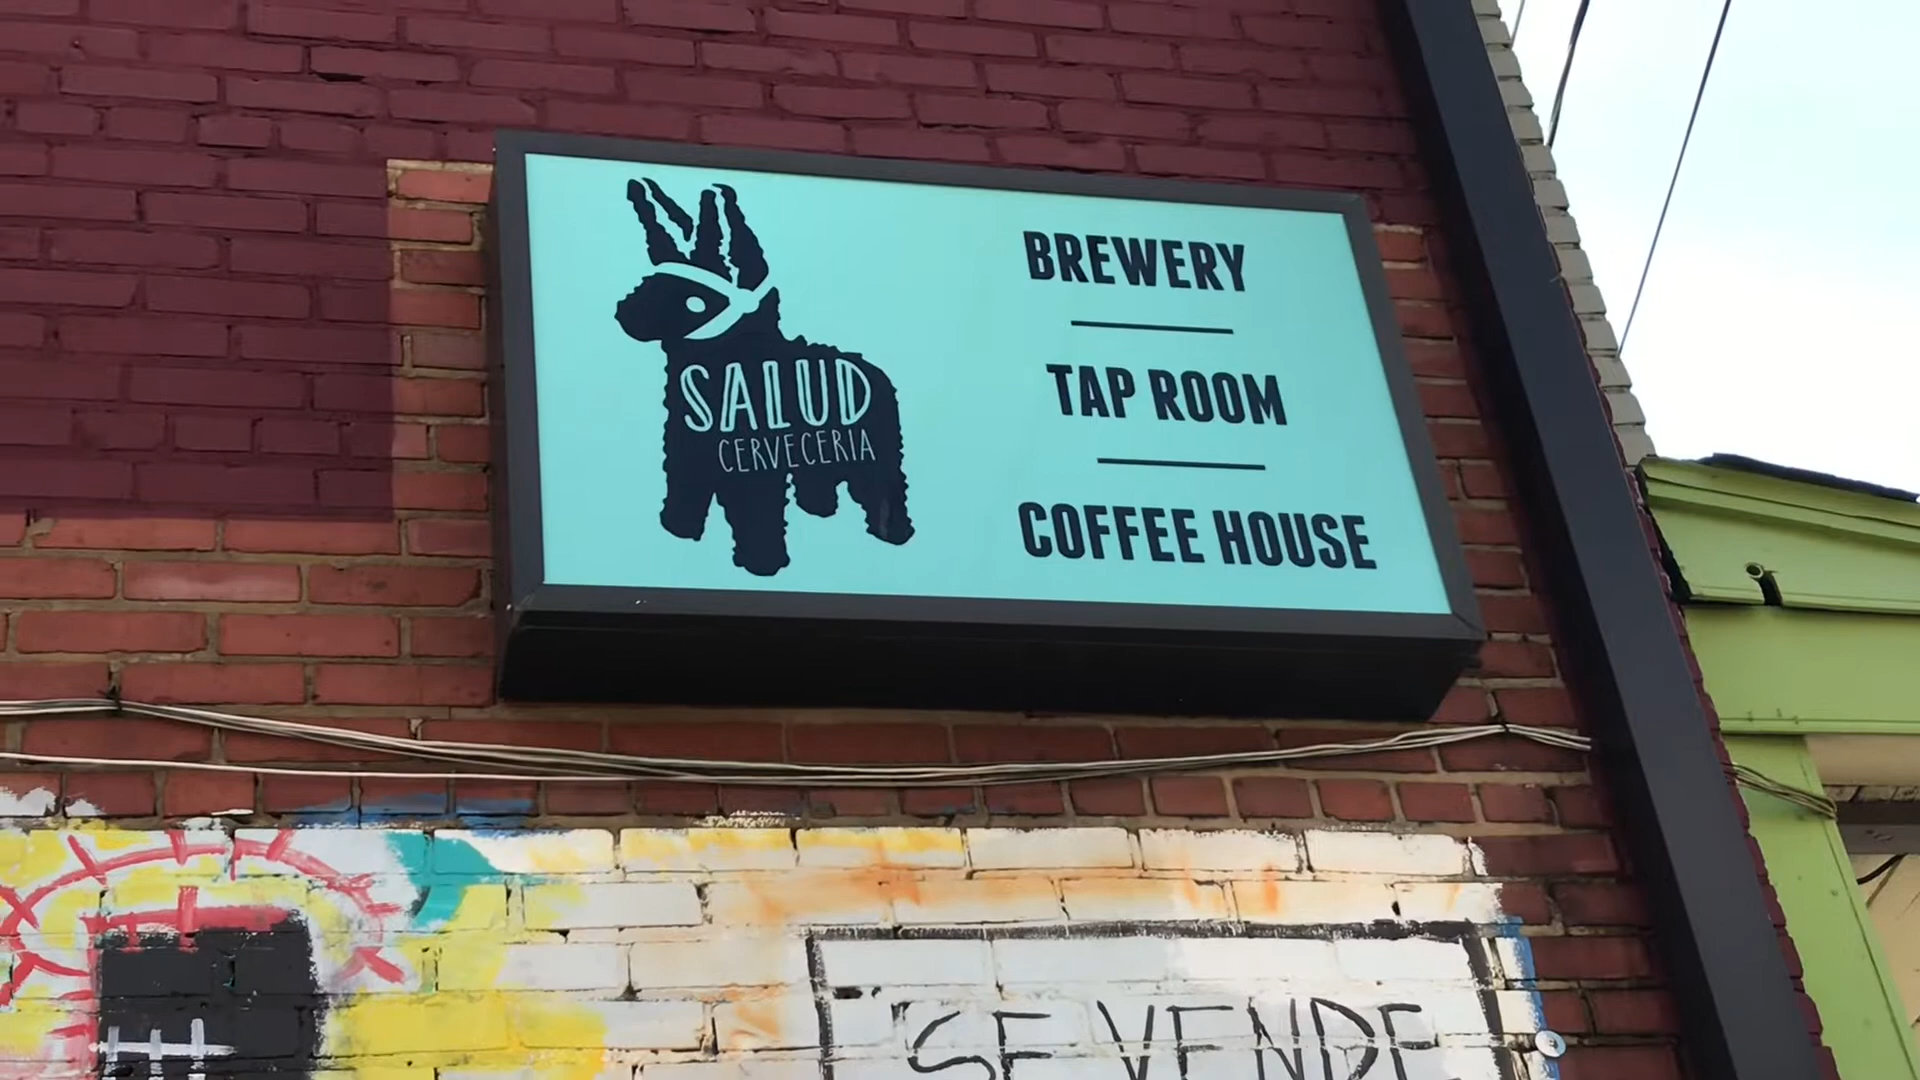 SALUD
CERVECERIA
BREWERY
TAP ROOM
COFFEE HOUSE
SE VENDE